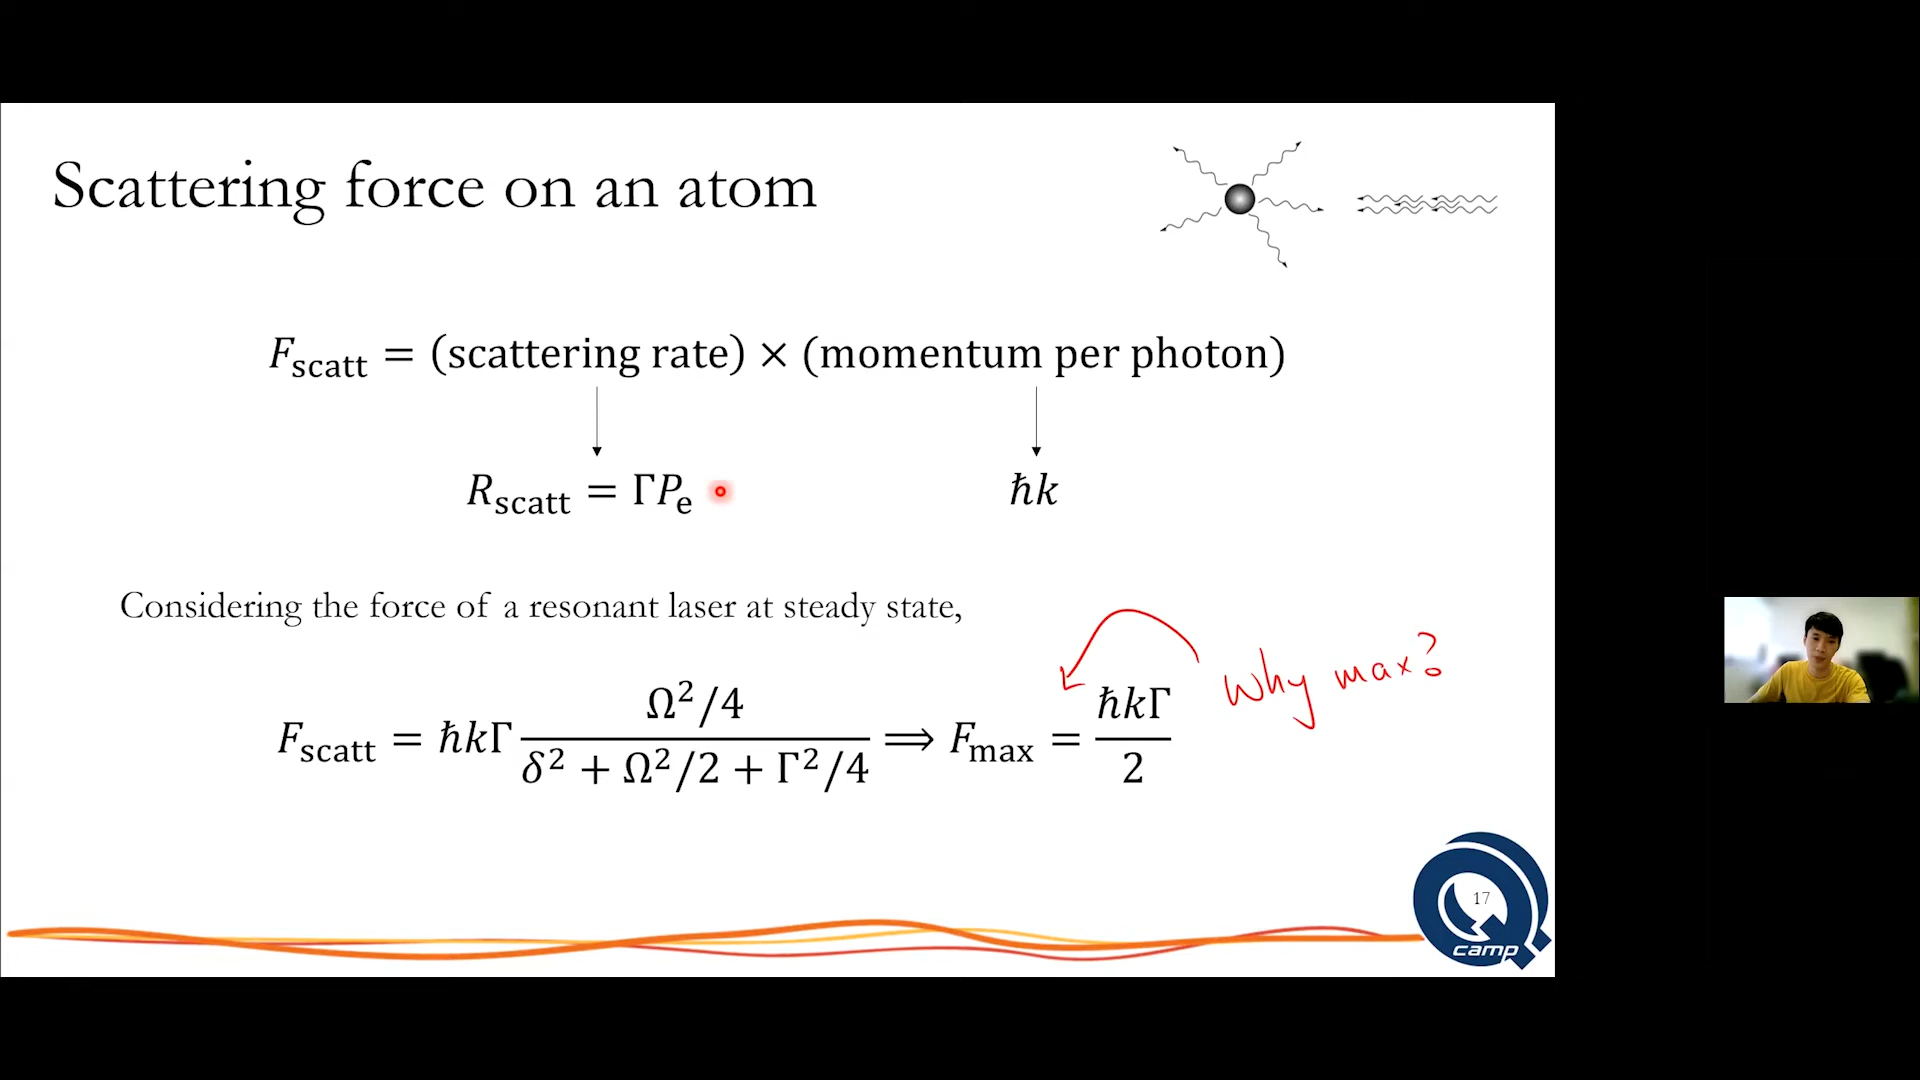 Scattering force on an atom
F_scatt = (scattering rate) × (momentum per photon)
R_scatt = ΓP_e
ħk
Considering the force of a resonant laser at steady state,
F_scatt = ħkΓ (Ω²/4)/(δ² + Ω²/2 + Γ²/4) ⟹ F_max = ħkΓ/2
Why max?
17
camp